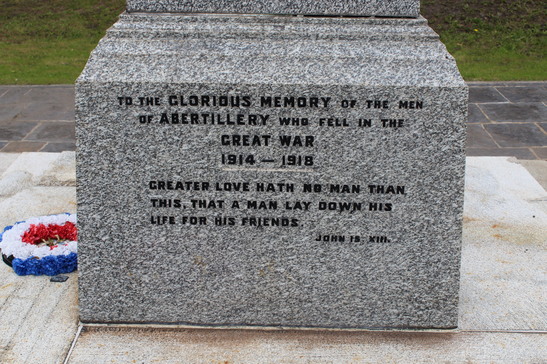 TO THE GLORIOUS MEMORY OF THE MEN
OF ABERTILLERY WHO FELL IN THE
GREAT WAR
1914 — 1918
GREATER LOVE HATH NO MAN THAN
THIS, THAT A MAN LAY DOWN HIS
LIFE FOR HIS FRIENDS.
JOHN 15. XIII.